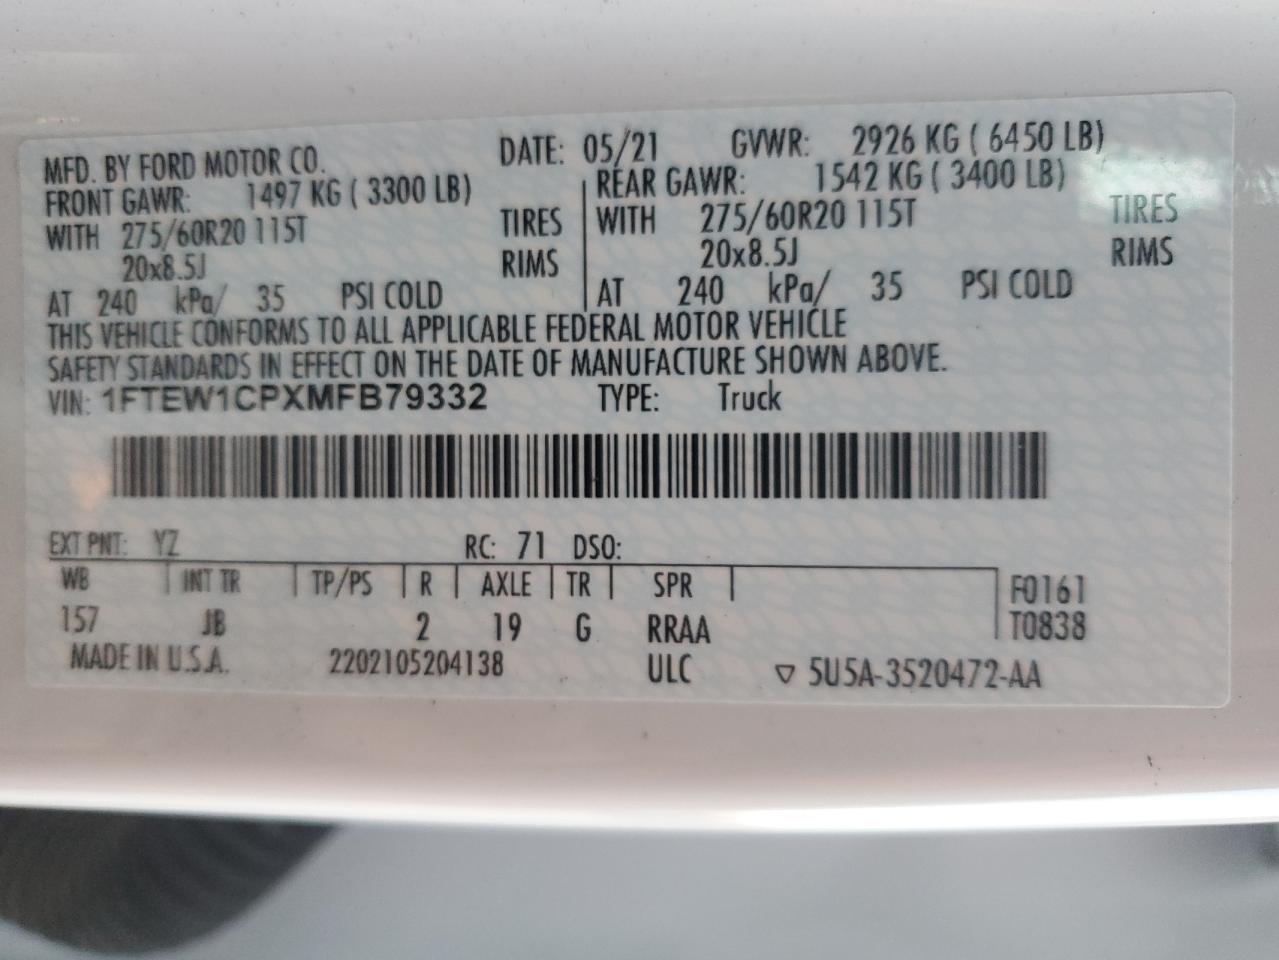 MFD. BY FORD MOTOR CO. DATE: 05/21 GVWR: 2926 KG ( 6450 LB)
FRONT GAWR: 1497 KG ( 3300 LB) REAR GAWR: 1542 KG ( 3400 LB)
WITH 275/60R20 115T TIRES WITH 275/60R20 115T TIRES
20x8.5J RIMS 20x8.5J RIMS
AT 240 kPa/ 35 PSI COLD AT 240 kPa/ 35 PSI COLD
THIS VEHICLE CONFORMS TO ALL APPLICABLE FEDERAL MOTOR VEHICLE
SAFETY STANDARDS IN EFFECT ON THE DATE OF MANUFACTURE SHOWN ABOVE.
VIN: 1FTEW1CPXMFB79332 TYPE: Truck
EXT PNT: YZ RC: 71 DSO:
WB INT TR TP/PS R AXLE TR SPR F0161
157 JB 2 19 G RRAA T0838
MADE IN U.S.A. 2202105204138 ULC ▽ 5U5A-3520472-AA